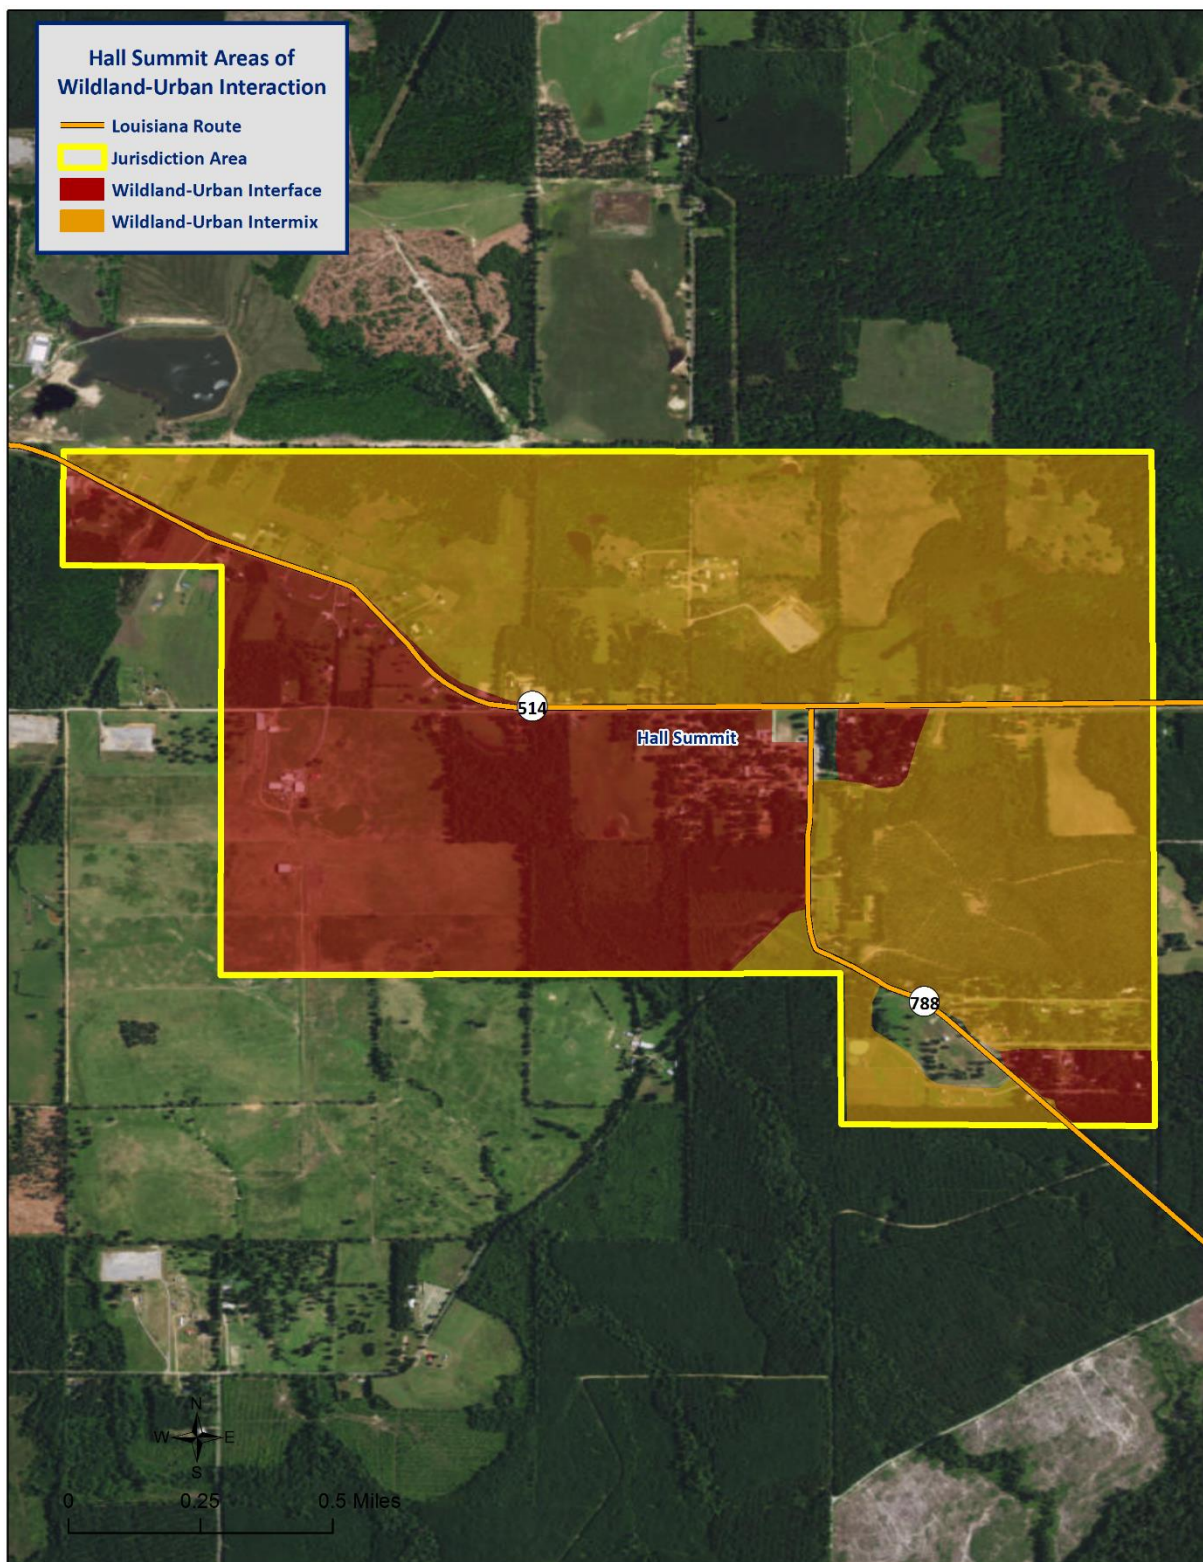 Hall Summit Areas of
Wildland-Urban Interaction
Louisiana Route
Jurisdiction Area
Wildland-Urban Interface
Wildland-Urban Intermix
514
Hall Summit
788
N
W E
S
0 0.25 0.5 Miles